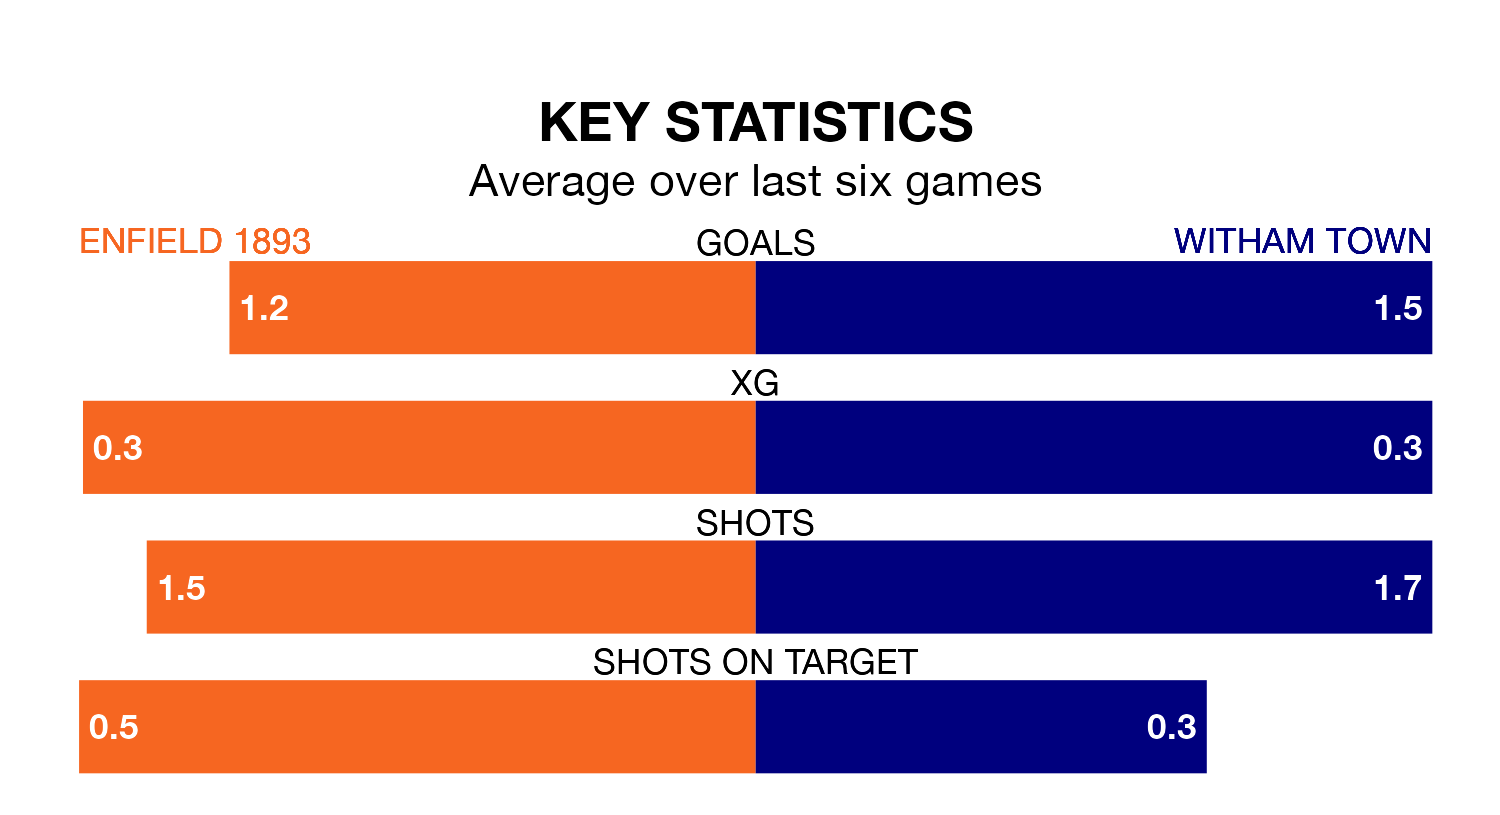 KEY STATISTICS
Average over last six games
ENFIELD 1893 GOALS WITHAM TOWN
1.2 1.5
XG
0.3 0.3
SHOTS
1.5 1.7
SHOTS ON TARGET
0.5 0.3